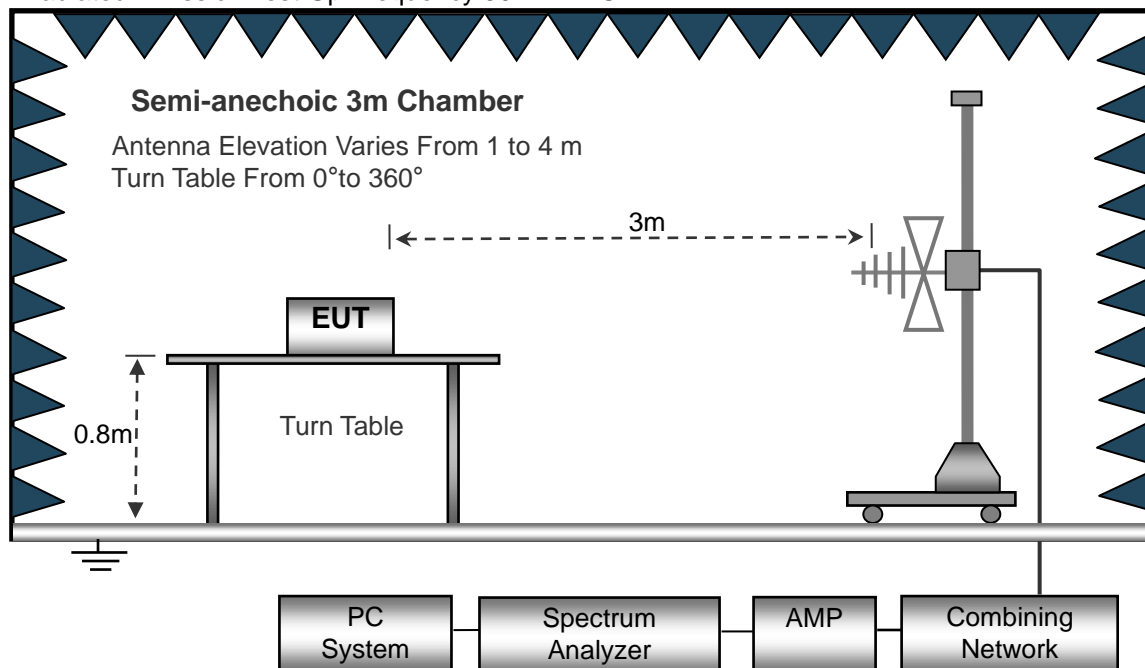 Semi-anechoic 3m Chamber
Antenna Elevation Varies From 1 to 4 m
Turn Table From 0°to 360°
3m
EUT
0.8m
Turn Table
PC
System
Spectrum
Analyzer
AMP
Combining
Network